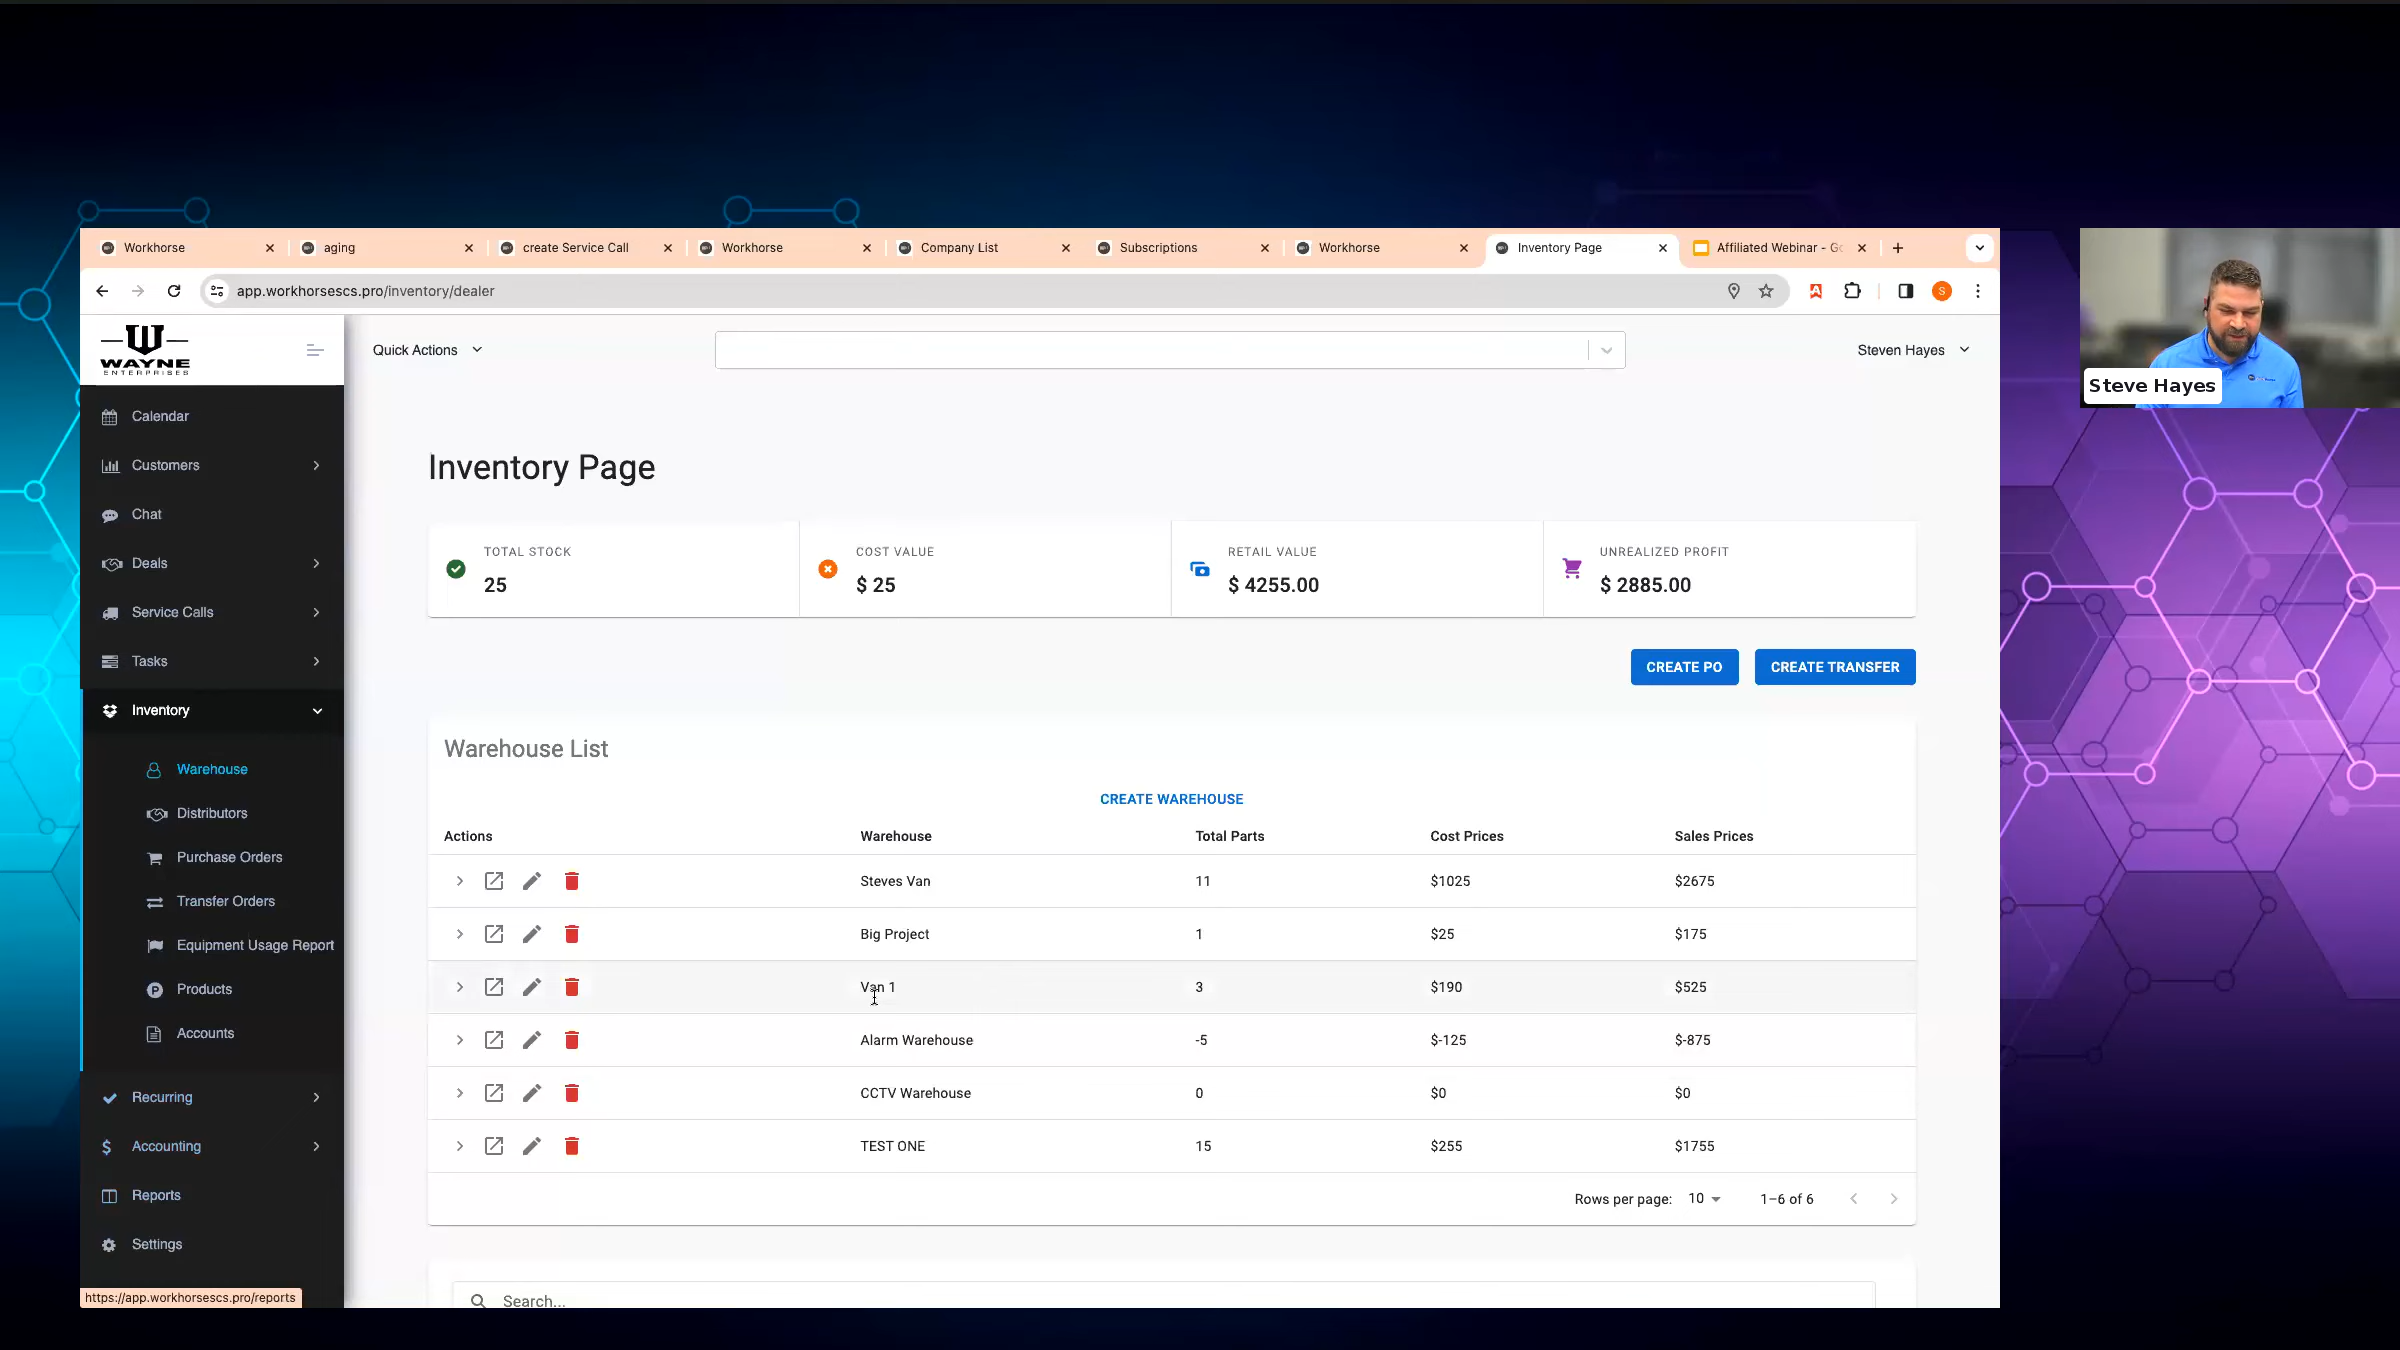 Workhorse
aging
create Service Call
Workhorse
Company List
Subscriptions
Workhorse
Inventory Page
Affiliated Webinar - Go
app.workhorsescs.pro/inventory/dealer
S
WAYNE
ENTERPRISES
Quick Actions
Steven Hayes
Steve Hayes
Calendar
Customers
Chat
Deals
Service Calls
Tasks
Inventory
Warehouse
Distributors
Purchase Orders
Transfer Orders
Equipment Usage Report
Products
Accounts
Recurring
Accounting
Reports
Settings
https://app.workhorsescs.pro/reports
Inventory Page
TOTAL STOCK
25
COST VALUE
$ 25
RETAIL VALUE
$ 4255.00
UNREALIZED PROFIT
$ 2885.00
CREATE PO
CREATE TRANSFER
Warehouse List
CREATE WAREHOUSE
Actions Warehouse Total Parts Cost Prices Sales Prices
Steves Van 11 $1025 $2675
Big Project 1 $25 $175
Van 1 3 $190 $525
Alarm Warehouse -5 $-125 $-875
CCTV Warehouse 0 $0 $0
TEST ONE 15 $255 $1755
Rows per page: 10 1–6 of 6
Search...